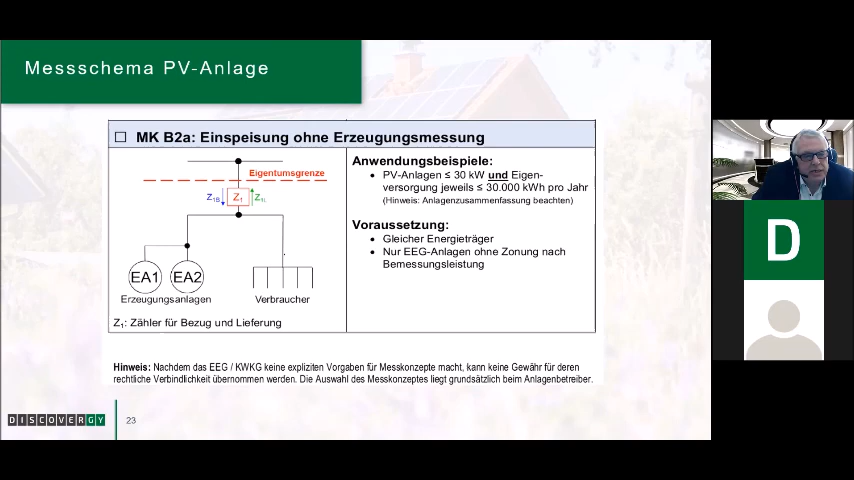 Messschema PV-Anlage
MK B2a: Einspeisung ohne Erzeugungsmessung
Eigentumsgrenze
Z1B
Z1
Z1L
EA1
EA2
Erzeugungsanlagen
Verbraucher
Z1: Zähler für Bezug und Lieferung
Anwendungsbeispiele:
• PV-Anlagen ≤ 30 kW und Eigen-
versorgung jeweils ≤ 30.000 kWh pro Jahr
(Hinweis: Anlagenzusammenfassung beachten)
Voraussetzung:
• Gleicher Energieträger
• Nur EEG-Anlagen ohne Zonung nach
Bemessungsleistung
Hinweis: Nachdem das EEG / KWKG keine expliziten Vorgaben für Messkonzepte macht, kann keine Gewähr für deren
rechtliche Verbindlichkeit übernommen werden. Die Auswahl des Messkonzeptes liegt grundsätzlich beim Anlagenbetreiber.
DISCOVERGY
23
D